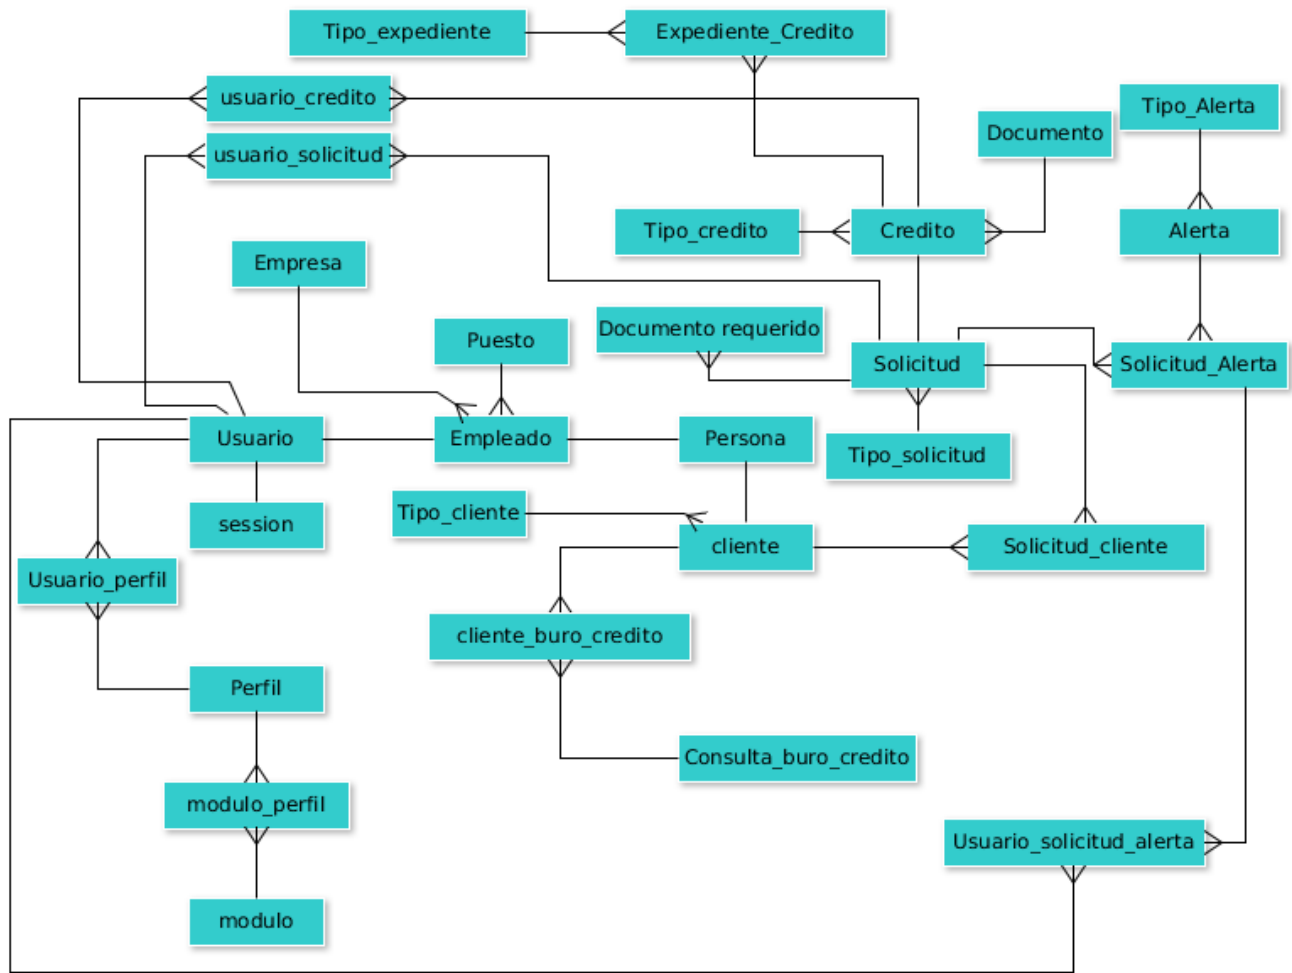 Tipo_expediente
Expediente_Credito
usuario_credito
Tipo_Alerta
Documento
usuario_solicitud
Tipo_credito
Credito
Alerta
Empresa
Documento requerido
Puesto
Solicitud
Solicitud_Alerta
Usuario
Empleado
Persona
Tipo_solicitud
Tipo_cliente
session
cliente
Solicitud_cliente
Usuario_perfil
cliente_buro_credito
Perfil
Consulta_buro_credito
modulo_perfil
Usuario_solicitud_alerta
modulo